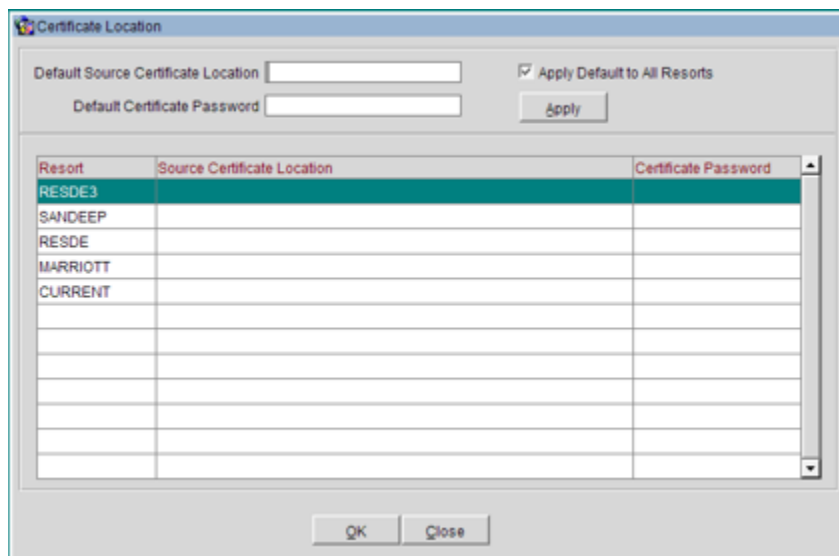 Certificate Location
Default Source Certificate Location Apply Default to All Resorts
Default Certificate Password Apply
Resort Source Certificate Location Certificate Password
RESDE3
SANDEEP
RESDE
MARRIOTT
CURRENT
OK Close